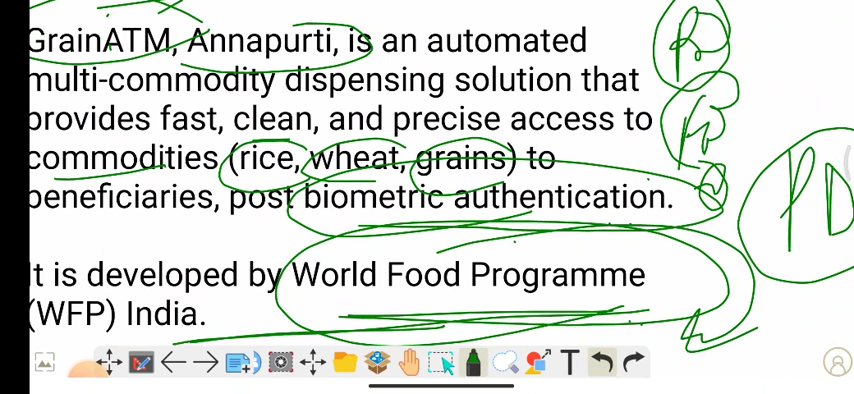 GrainATM, Annapurti, is an automated
multi-commodity dispensing solution that
provides fast, clean, and precise access to
commodities (rice, wheat, grains) to
beneficiaries, post biometric authentication.
It is developed by World Food Programme
(WFP) India.
PD
T